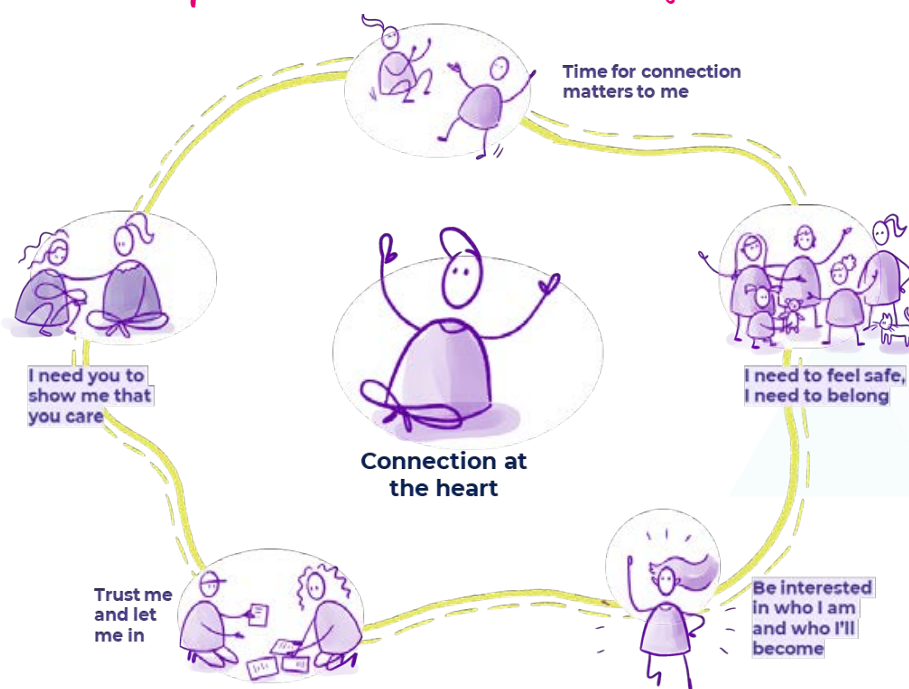 Time for connection
matters to me
I need to feel safe,
I need to belong
Be interested
in who I am
and who I'll
become
Trust me
and let
me in
I need you to
show me that
you care
Connection at
the heart